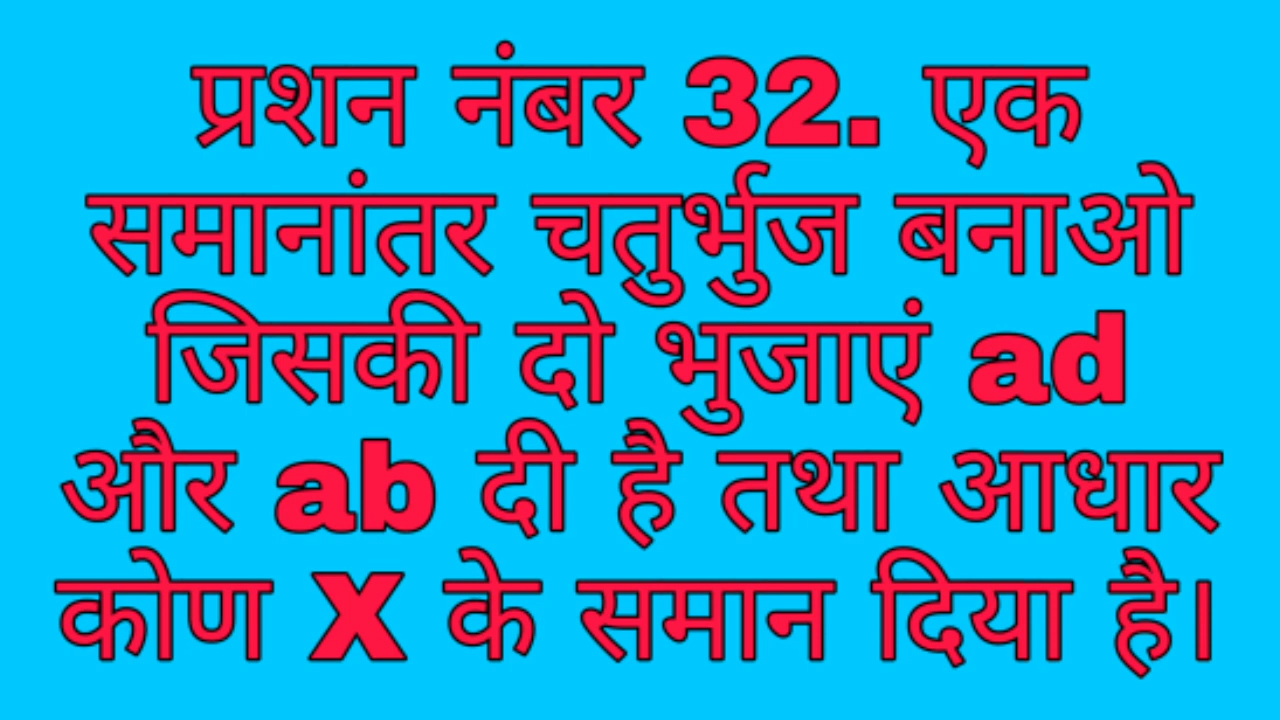 प्रशन नंबर 32. एक
समानांतर चतुर्भुज बनाओ
जिसकी दो भुजाएं ad
और ab दी है तथा आधार
कोण X के समान दिया है।